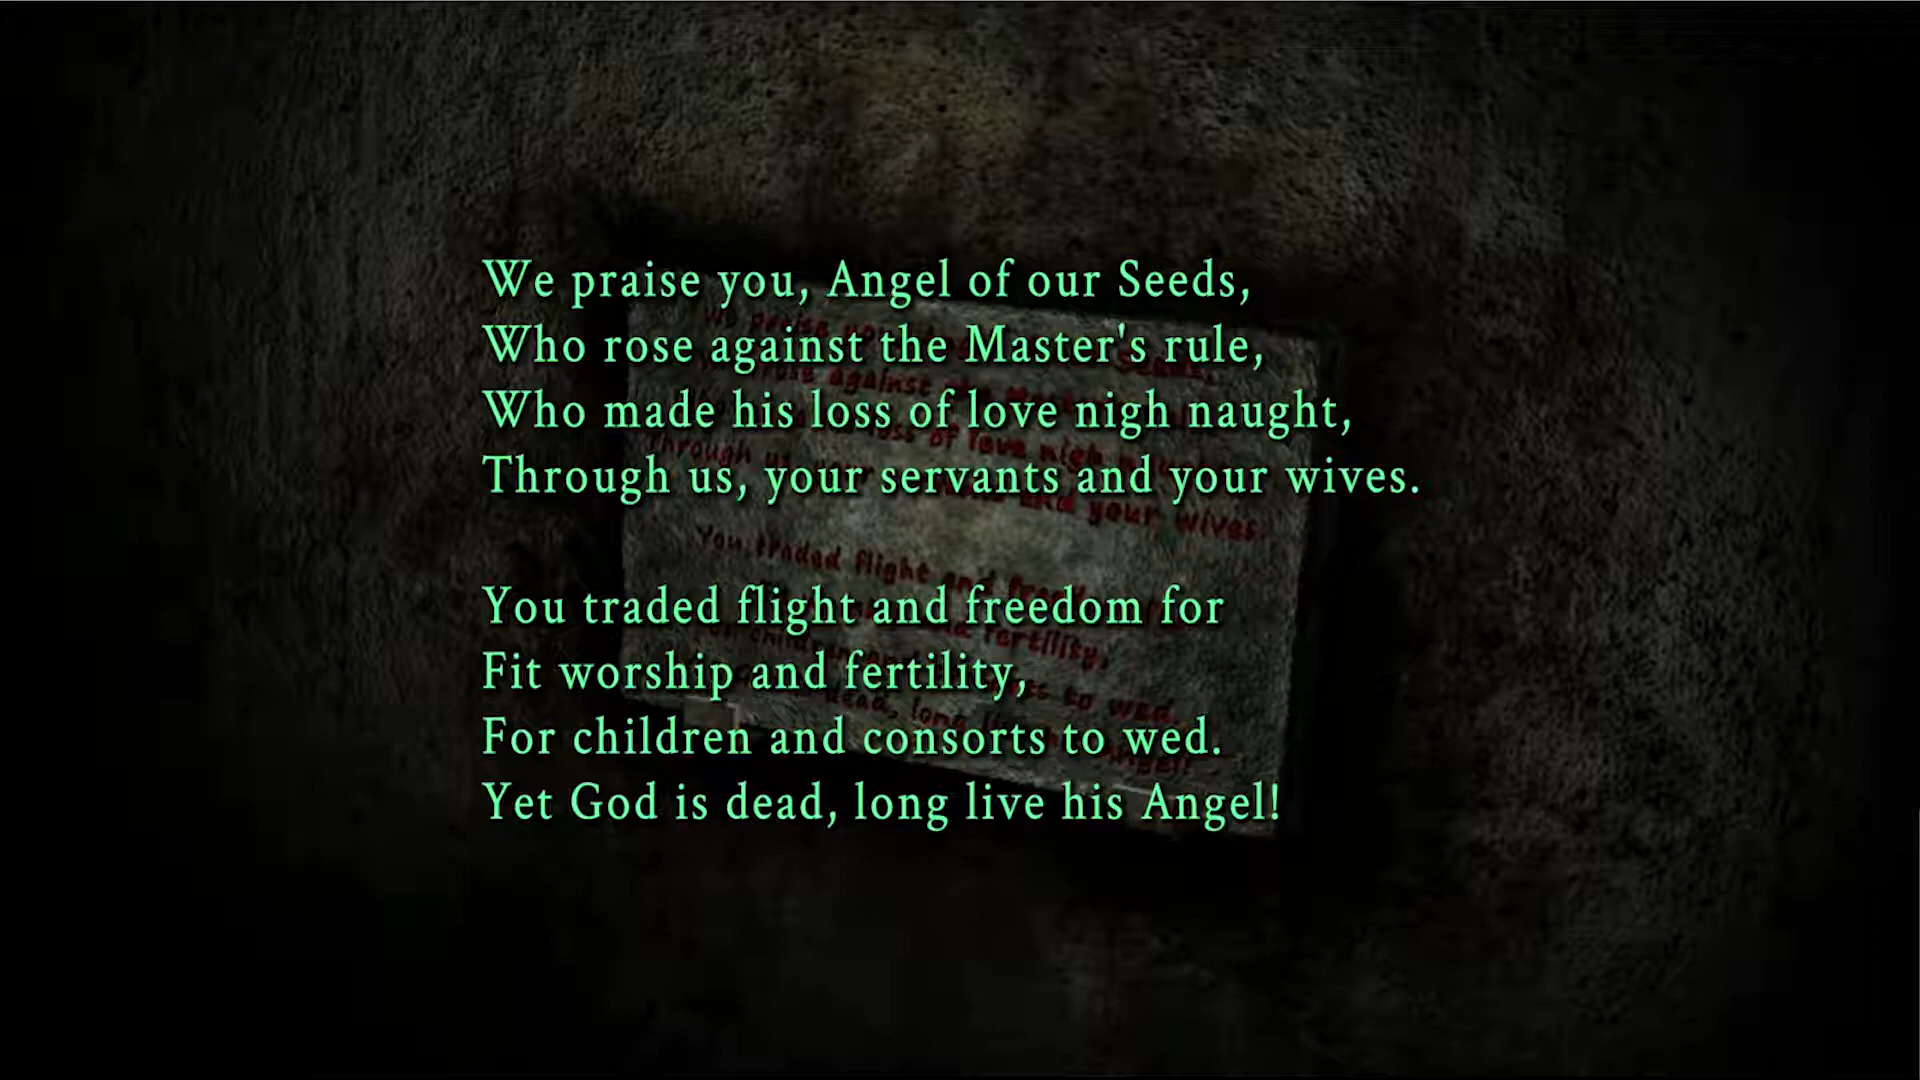 We praise you, Angel of our Seeds,
Who rose against the Master's rule,
Who made his loss of love nigh naught,
Through us, your servants and your wives.
You traded flight and freedom for
Fit worship and fertility,
For children and consorts to wed.
Yet God is dead, long live his Angel!